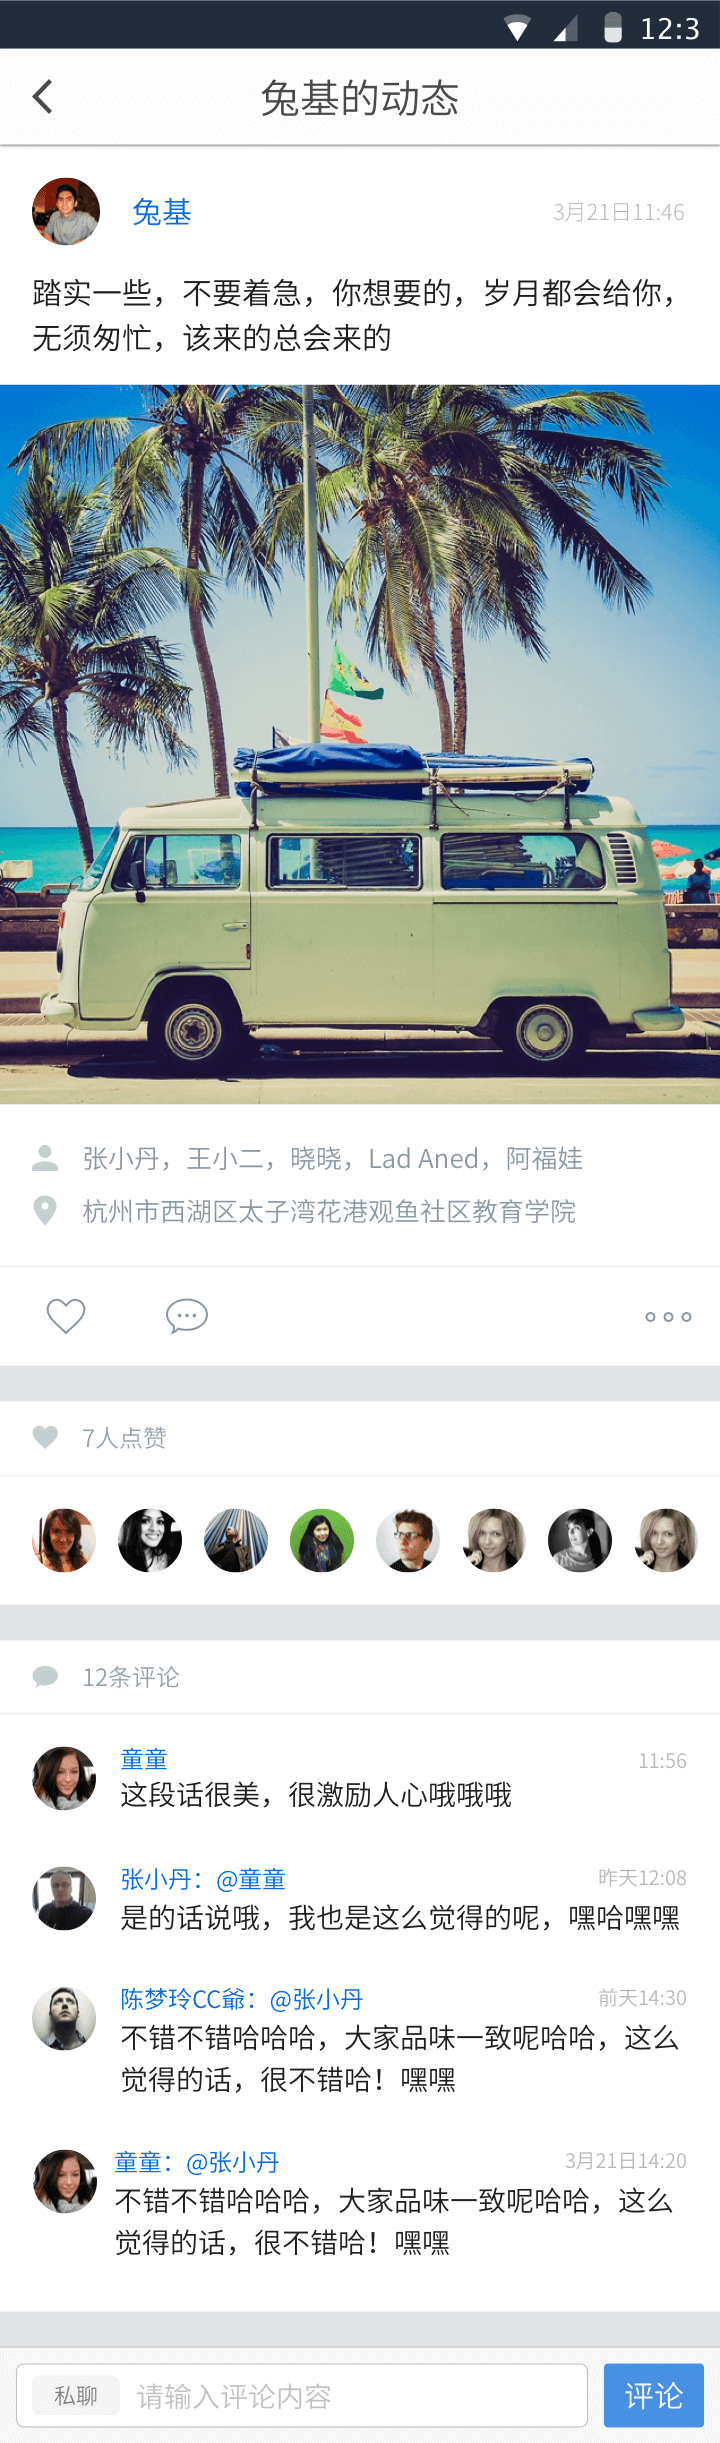 12:3
兔基的动态
兔基
3月21日11:46
踏实一些，不要着急，你想要的，岁月都会给你，
无须匆忙，该来的总会来的
张小丹，王小二，晓晓，Lad Aned，阿福娃
杭州市西湖区太子湾花港观鱼社区教育学院
7人点赞
12条评论
童童
11:56
这段话很美，很激励人心哦哦哦
张小丹：@童童
昨天12:08
是的话说哦，我也是这么觉得的呢，嘿哈嘿嘿
陈梦玲CC爺：@张小丹
前天14:30
不错不错哈哈哈，大家品味一致呢哈哈，这么
觉得的话，很不错哈！嘿嘿
童童：@张小丹
3月21日14:20
不错不错哈哈哈，大家品味一致呢哈哈，这么
觉得的话，很不错哈！嘿嘿
私聊
请输入评论内容
评论